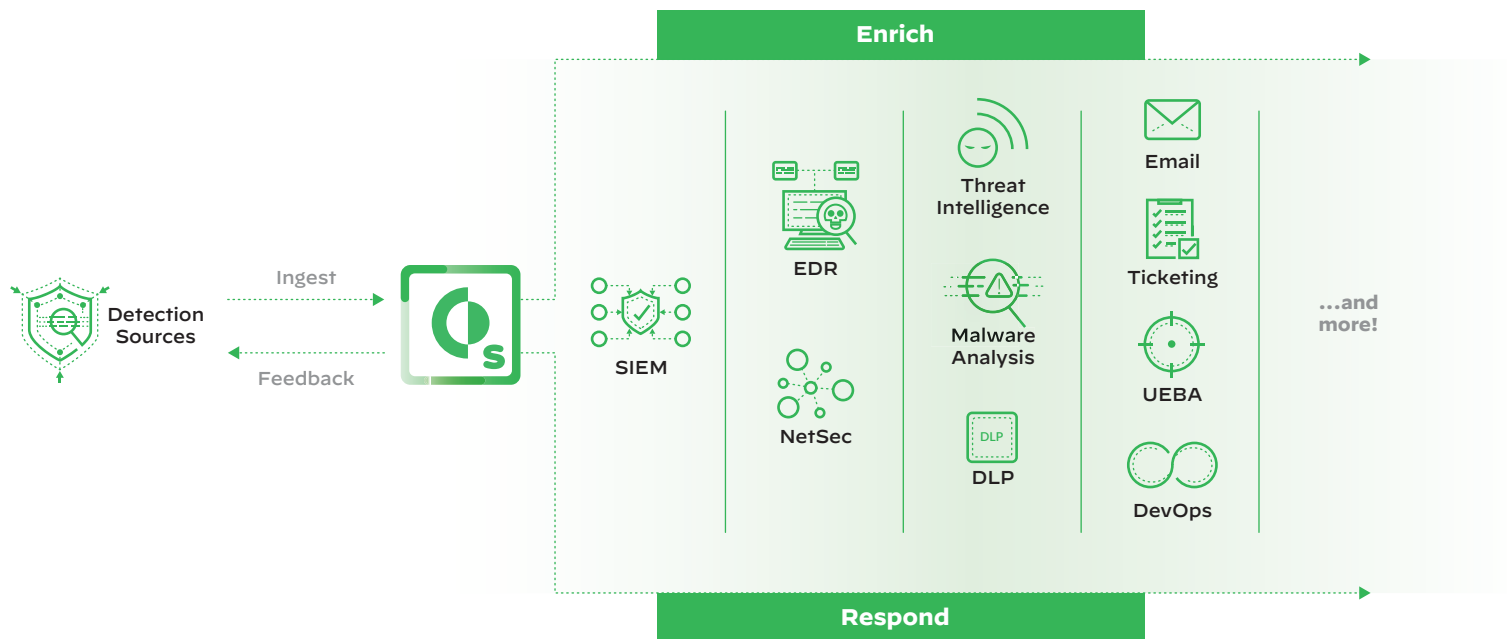 Enrich
Detection
Sources
Ingest
Feedback
S
SIEM
EDR
NetSec
Threat
Intelligence
Malware
Analysis
DLP
DLP
Email
Ticketing
UEBA
DevOps
...and
more!
Respond